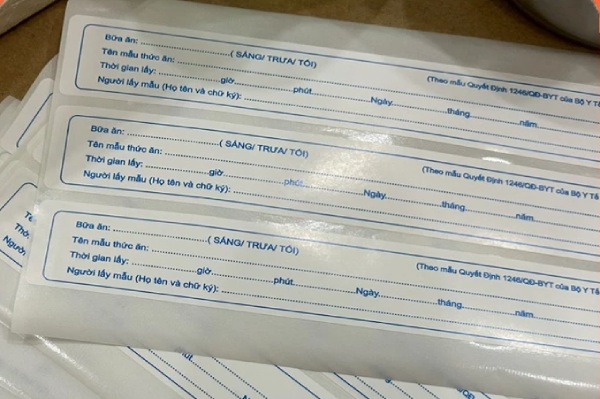 Bữa ăn: ..............................( SÁNG/ TRƯA/ TỐI)
(Theo mẫu Quyết Định 1246/QĐ-BYT của Bộ Y Tế
Tên mẫu thức ăn: ..............................
Thời gian lấy: ....................giờ....................phút....................Ngày....................tháng....................năm....................
Người lấy mẫu (Họ tên và chữ ký): ..............................
Bữa ăn: ..............................( SÁNG/ TRƯA/ TỐI)
(Theo mẫu Quyết Định 1246/QĐ-BYT của Bộ Y Tế
Tên mẫu thức ăn: ..............................
Thời gian lấy: ....................giờ....................phút....................Ngày....................tháng....................năm....................
Người lấy mẫu (Họ tên và chữ ký): ..............................
Bữa ăn: ..............................( SÁNG/ TRƯA/ TỐI)
(Theo mẫu Quyết Định 1246/QĐ-BYT của Bộ Y Tế
Tên mẫu thức ăn: ..............................
Thời gian lấy: ....................giờ....................phút....................Ngày....................tháng....................năm....................
Người lấy mẫu (Họ tên và chữ ký): ..............................